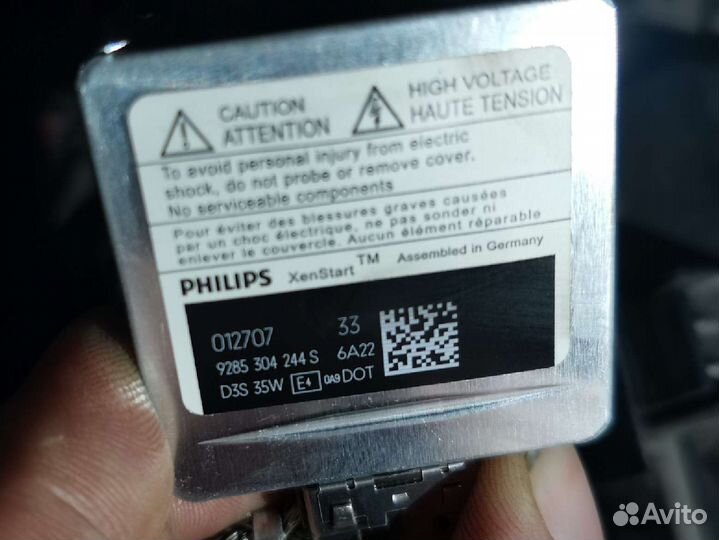 CAUTION
ATTENTION
HIGH VOLTAGE
HAUTE TENSION
To avoid personal injury from electric
shock, do not probe or remove cover.
No serviceable components
Pour éviter des blessures graves causées
par un choc électrique, ne pas sonder ni
enlever le couvercle. Aucun élément réparable
PHILIPS XenStart™ Assembled in Germany
012707 33
9285 304 244 S 6A22
D3S 35W E4 0A9 DOT
Avito